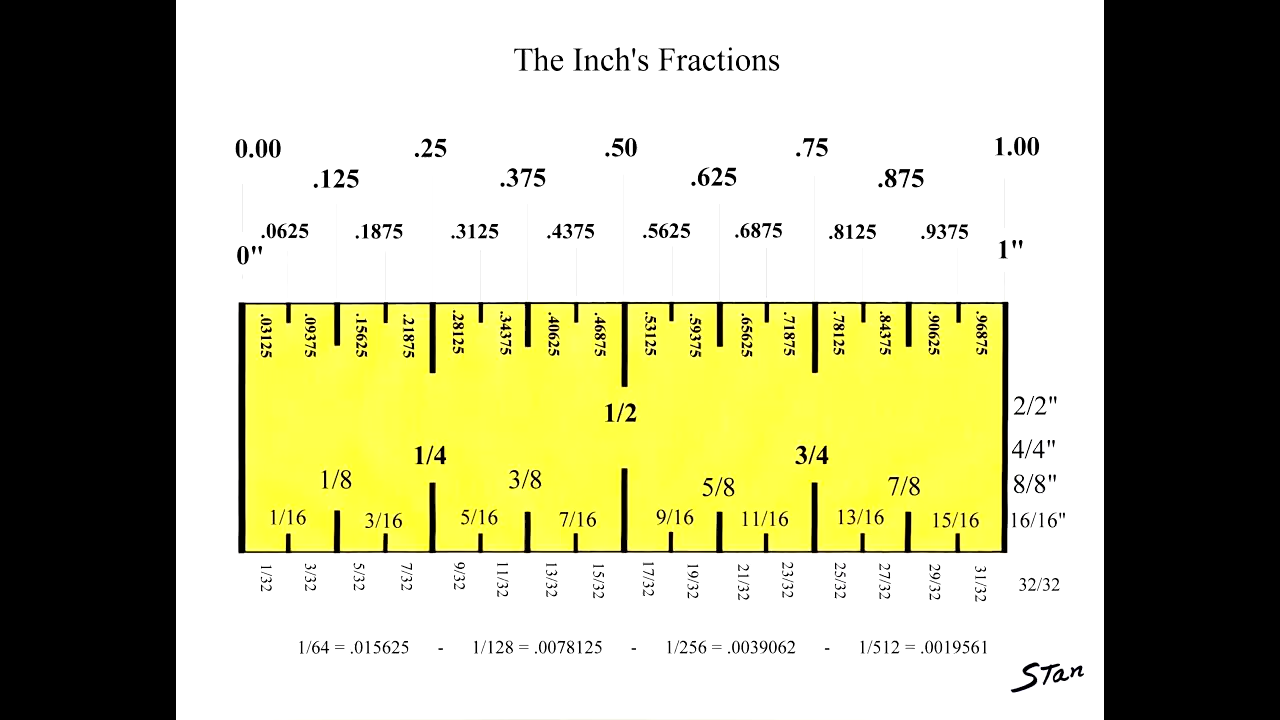 The Inch's Fractions
0.00 .25 .50 .75 1.00
.125 .375 .625 .875
.0625 .1875 .3125 .4375 .5625 .6875 .8125 .9375
0" 1"
.03125 .09375 .15625 .21875 .28125 .34375 .40625 .46875 .53125 .59375 .65625 .71875 .78125 .84375 .90625 .96875
1/2 2/2"
1/4 3/4 4/4"
1/8 3/8 5/8 7/8 8/8"
1/16 3/16 5/16 7/16 9/16 11/16 13/16 15/16 16/16"
1/32 3/32 5/32 7/32 9/32 11/32 13/32 15/32 17/32 19/32 21/32 23/32 25/32 27/32 29/32 31/32 32/32
1/64 = .015625 - 1/128 = .0078125 - 1/256 = .0039062 - 1/512 = .0019561
Stan